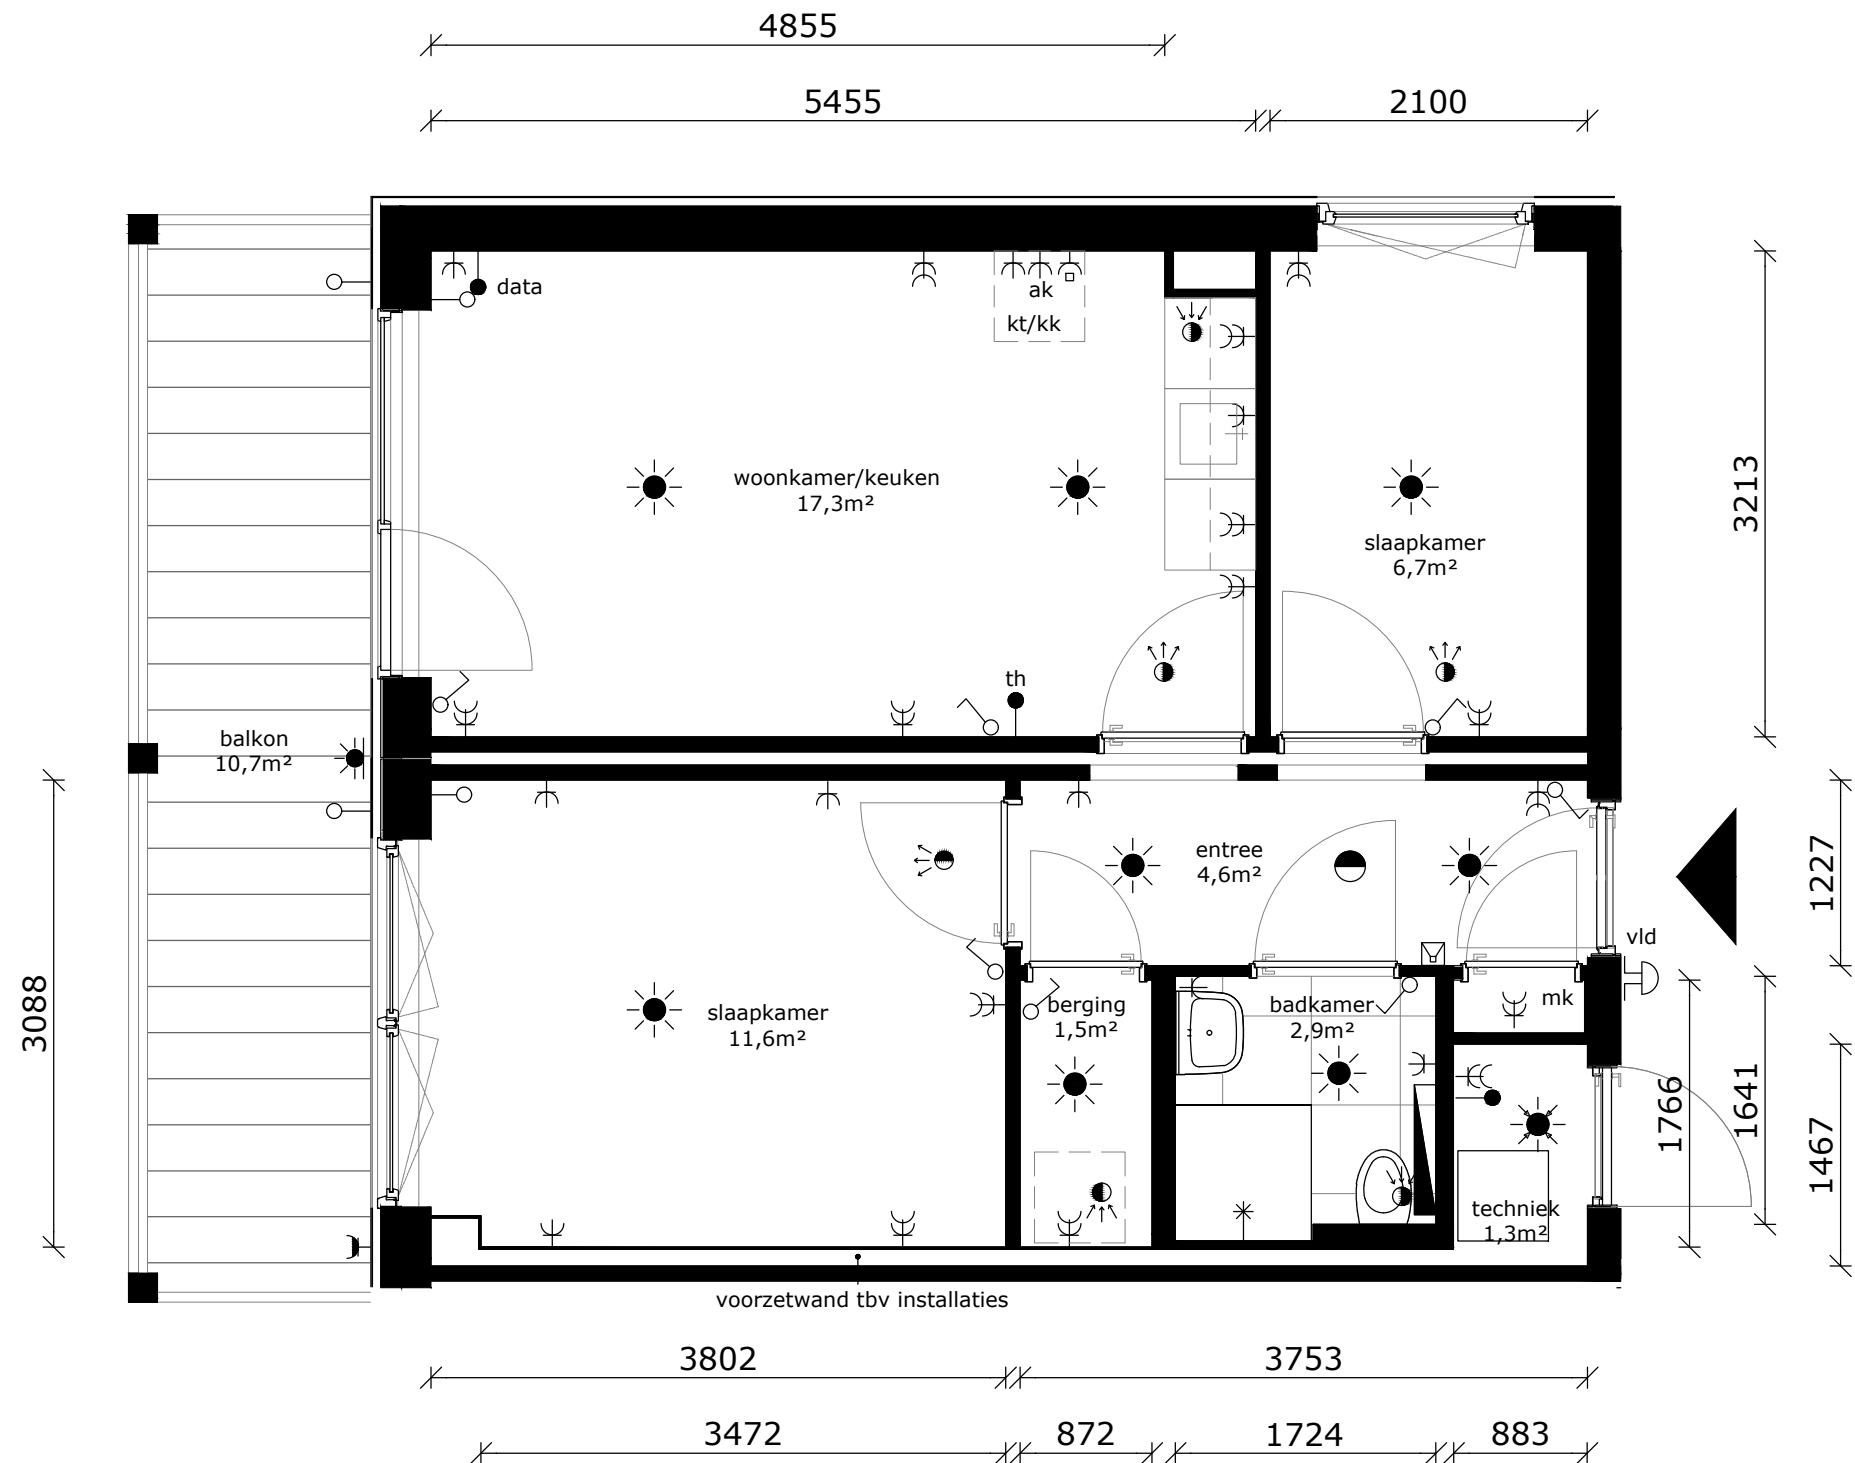 4855
5455
2100
data
ak
kt/kk
woonkamer/keuken
17,3m²
slaapkamer
6,7m²
3213
th
balkon
10,7m²
entree
4,6m²
1227
vld
3088
slaapkamer
11,6m²
berging
1,5m²
badkamer
2,9m²
mk
1766
1641
1467
techniek
1,3m²
voorzetwand tbv installaties
3802
3753
3472
872
1724
883